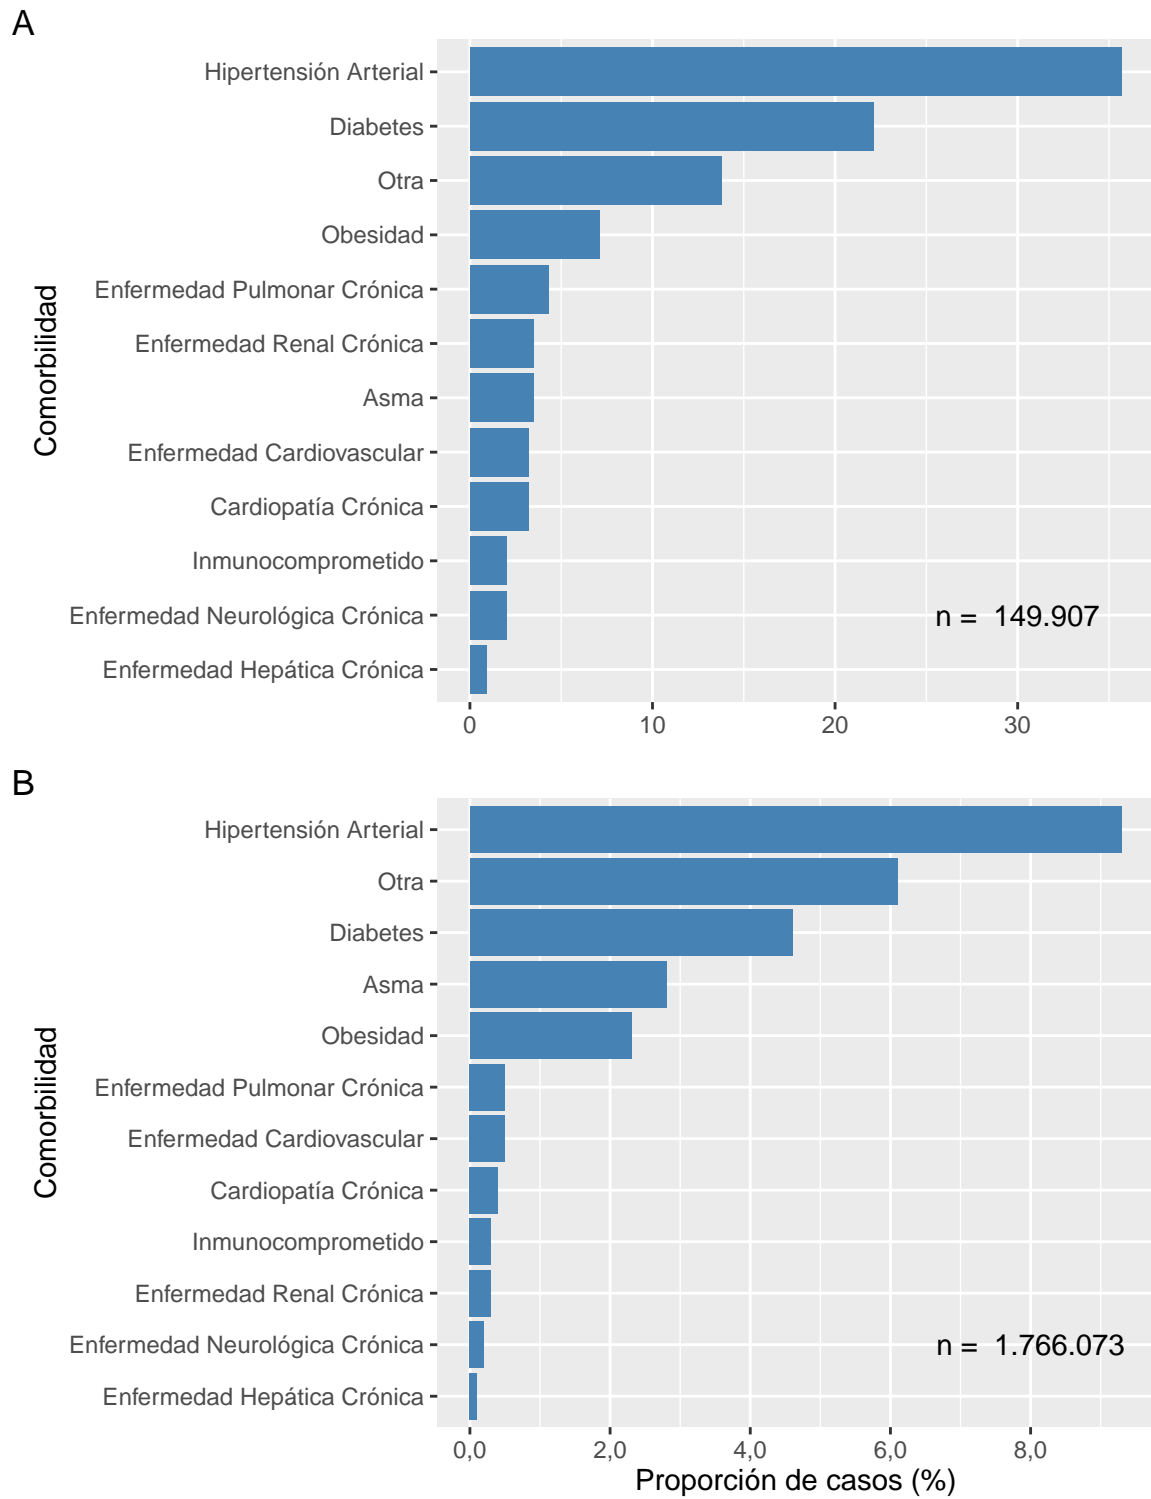 A
Hipertensión Arterial
Diabetes
Otra
Obesidad
Enfermedad Pulmonar Crónica
Enfermedad Renal Crónica
Asma
Enfermedad Cardiovascular
Cardiopatía Crónica
Inmunocomprometido
Enfermedad Neurológica Crónica
Enfermedad Hepática Crónica
Comorbilidad
n = 149.907
0 10 20 30
B
Hipertensión Arterial
Otra
Diabetes
Asma
Obesidad
Enfermedad Pulmonar Crónica
Enfermedad Cardiovascular
Cardiopatía Crónica
Inmunocomprometido
Enfermedad Renal Crónica
Enfermedad Neurológica Crónica
Enfermedad Hepática Crónica
Comorbilidad
n = 1.766.073
0,0 2,0 4,0 6,0 8,0
Proporción de casos (%)